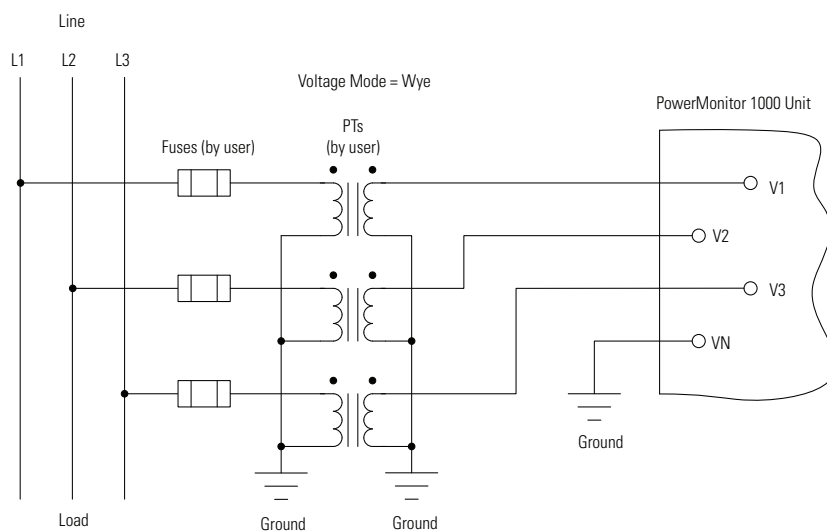 Line
L1
L2
L3
Voltage Mode = Wye
PowerMonitor 1000 Unit
PTs
(by user)
Fuses (by user)
V1
V2
V3
VN
Ground
Load
Ground
Ground